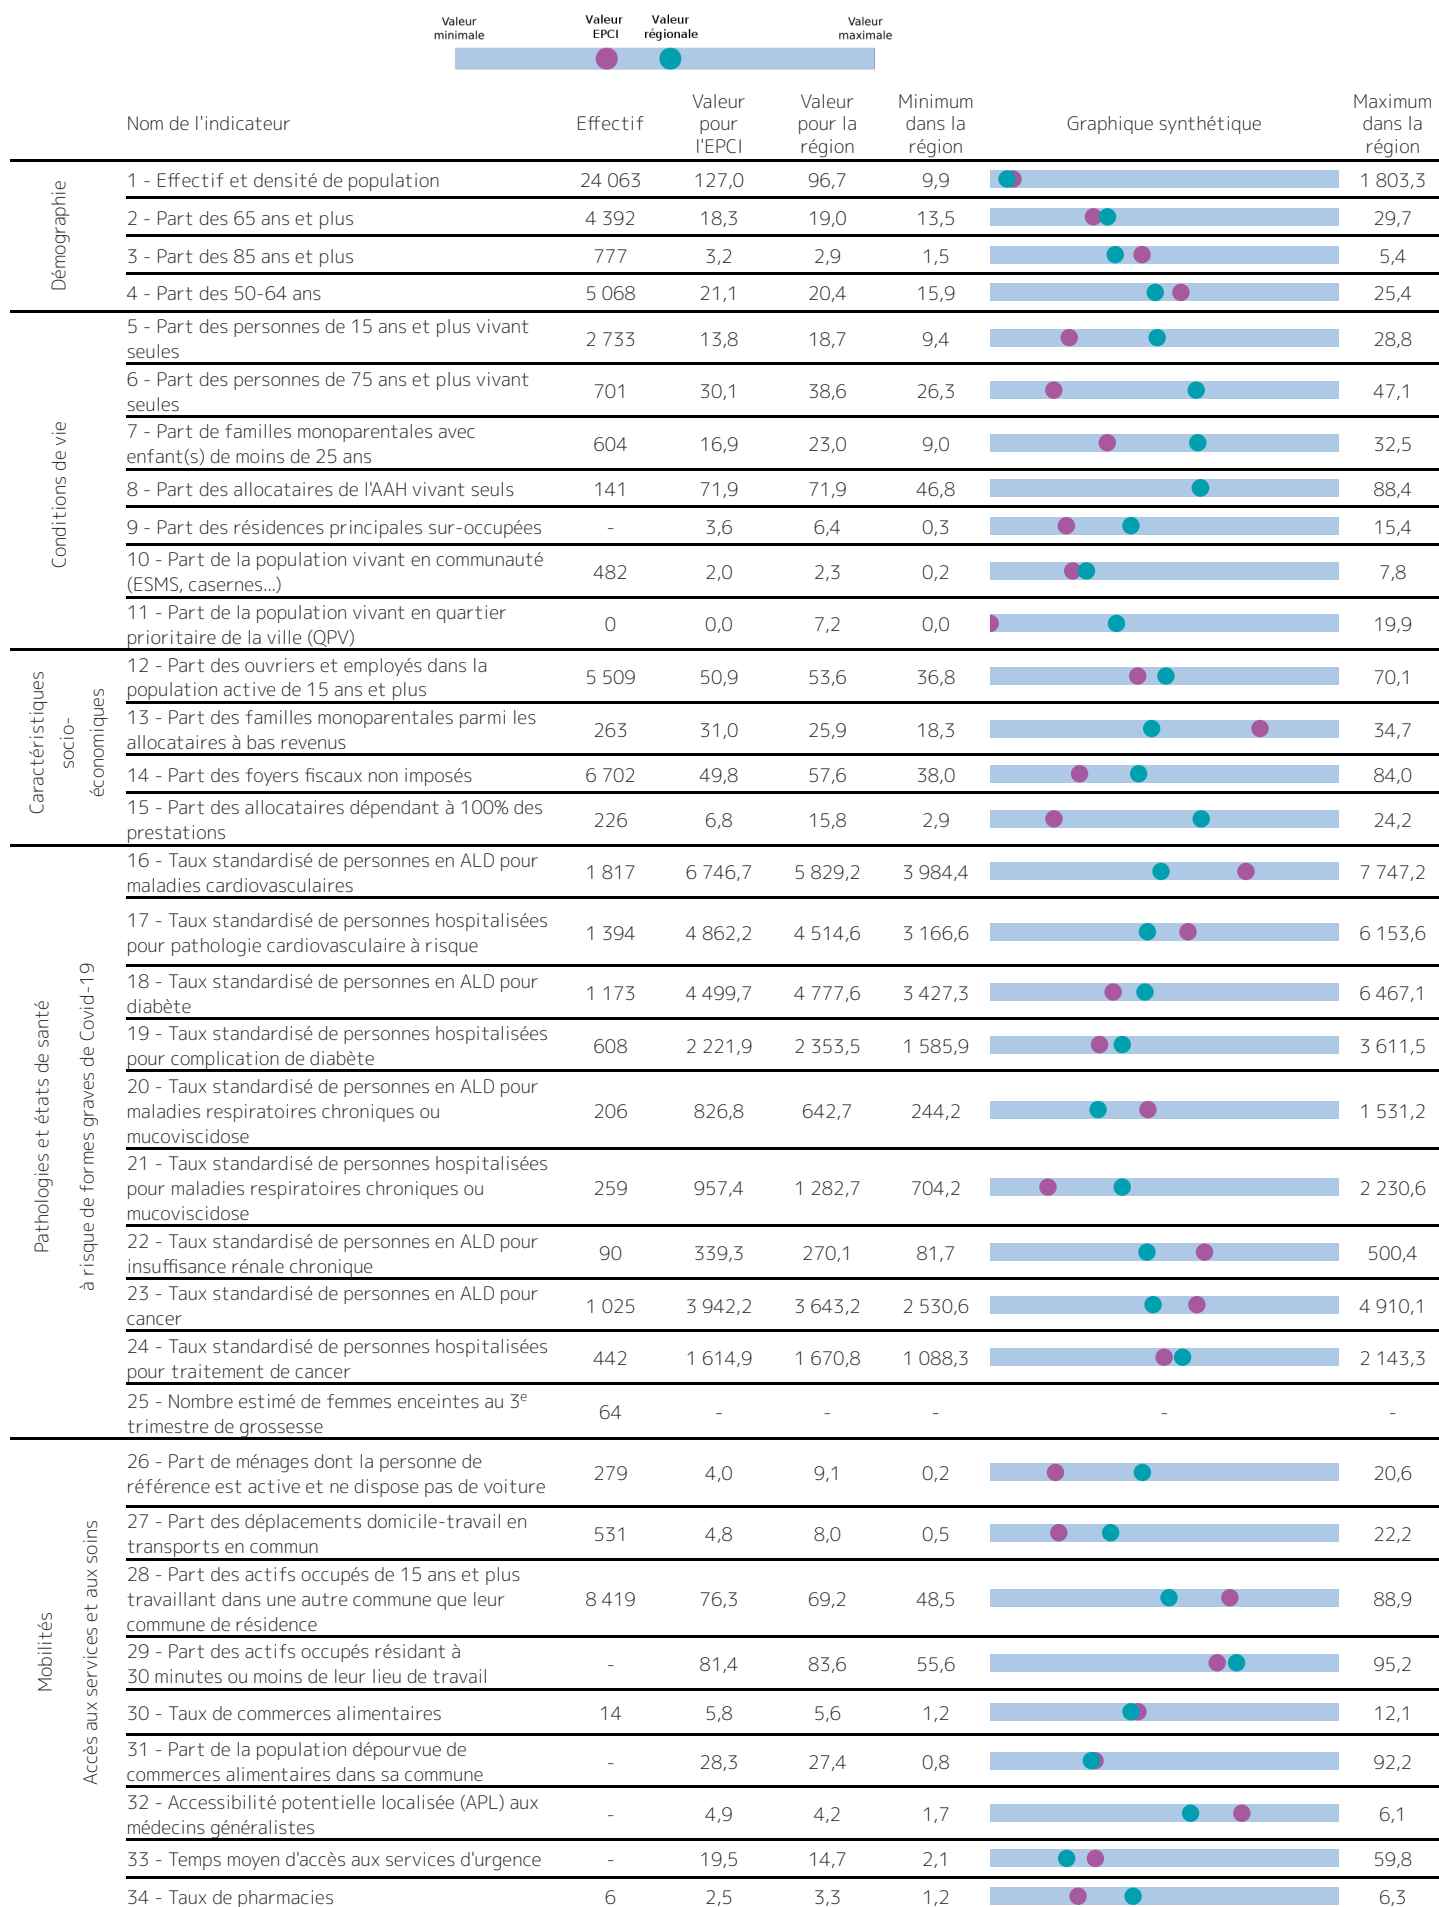 Valeur minimale
Valeur EPCI
Valeur régionale
Valeur maximale
Nom de l'indicateur
Effectif
Valeur pour l'EPCI
Valeur pour la région
Minimum dans la région
Graphique synthétique
Maximum dans la région
Démographie
1 - Effectif et densité de population 24 063 127,0 96,7 9,9 1 803,3
2 - Part des 65 ans et plus 4 392 18,3 19,0 13,5 29,7
3 - Part des 85 ans et plus 777 3,2 2,9 1,5 5,4
4 - Part des 50-64 ans 5 068 21,1 20,4 15,9 25,4
Conditions de vie
5 - Part des personnes de 15 ans et plus vivant
seules 2 733 13,8 18,7 9,4 28,8
6 - Part des personnes de 75 ans et plus vivant
seules 701 30,1 38,6 26,3 47,1
7 - Part de familles monoparentales avec
enfant(s) de moins de 25 ans 604 16,9 23,0 9,0 32,5
8 - Part des allocataires de l'AAH vivant seuls 141 71,9 71,9 46,8 88,4
9 - Part des résidences principales sur-occupées - 3,6 6,4 0,3 15,4
10 - Part de la population vivant en communauté
(ESMS, casernes...) 482 2,0 2,3 0,2 7,8
11 - Part de la population vivant en quartier
prioritaire de la ville (QPV) 0 0,0 7,2 0,0 19,9
Caractéristiques
socio-
économiques
12 - Part des ouvriers et employés dans la
population active de 15 ans et plus 5 509 50,9 53,6 36,8 70,1
13 - Part des familles monoparentales parmi les
allocataires à bas revenus 263 31,0 25,9 18,3 34,7
14 - Part des foyers fiscaux non imposés 6 702 49,8 57,6 38,0 84,0
15 - Part des allocataires dépendant à 100% des
prestations 226 6,8 15,8 2,9 24,2
Pathologies et états de santé
à risque de formes graves de Covid-19
16 - Taux standardisé de personnes en ALD pour
maladies cardiovasculaires 1 817 6 746,7 5 829,2 3 984,4 7 747,2
17 - Taux standardisé de personnes hospitalisées
pour pathologie cardiovasculaire à risque 1 394 4 862,2 4 514,6 3 166,6 6 153,6
18 - Taux standardisé de personnes en ALD pour
diabète 1 173 4 499,7 4 777,6 3 427,3 6 467,1
19 - Taux standardisé de personnes hospitalisées
pour complication de diabète 608 2 221,9 2 353,5 1 585,9 3 611,5
20 - Taux standardisé de personnes en ALD pour
maladies respiratoires chroniques ou
mucoviscidose 206 826,8 642,7 244,2 1 531,2
21 - Taux standardisé de personnes hospitalisées
pour maladies respiratoires chroniques ou
mucoviscidose 259 957,4 1 282,7 704,2 2 230,6
22 - Taux standardisé de personnes en ALD pour
insuffisance rénale chronique 90 339,3 270,1 81,7 500,4
23 - Taux standardisé de personnes en ALD pour
cancer 1 025 3 942,2 3 643,2 2 530,6 4 910,1
24 - Taux standardisé de personnes hospitalisées
pour traitement de cancer 442 1 614,9 1 670,8 1 088,3 2 143,3
25 - Nombre estimé de femmes enceintes au 3e
trimestre de grossesse 64 - - - - -
Mobilités
Accès aux services et aux soins
26 - Part de ménages dont la personne de
référence est active et ne dispose pas de voiture 279 4,0 9,1 0,2 20,6
27 - Part des déplacements domicile-travail en
transports en commun 531 4,8 8,0 0,5 22,2
28 - Part des actifs occupés de 15 ans et plus
travaillant dans une autre commune que leur
commune de résidence 8 419 76,3 69,2 48,5 88,9
29 - Part des actifs occupés résidant à
30 minutes ou moins de leur lieu de travail - 81,4 83,6 55,6 95,2
30 - Taux de commerces alimentaires 14 5,8 5,6 1,2 12,1
31 - Part de la population dépourvue de
commerces alimentaires dans sa commune - 28,3 27,4 0,8 92,2
32 - Accessibilité potentielle localisée (APL) aux
médecins généralistes - 4,9 4,2 1,7 6,1
33 - Temps moyen d'accès aux services d'urgence - 19,5 14,7 2,1 59,8
34 - Taux de pharmacies 6 2,5 3,3 1,2 6,3